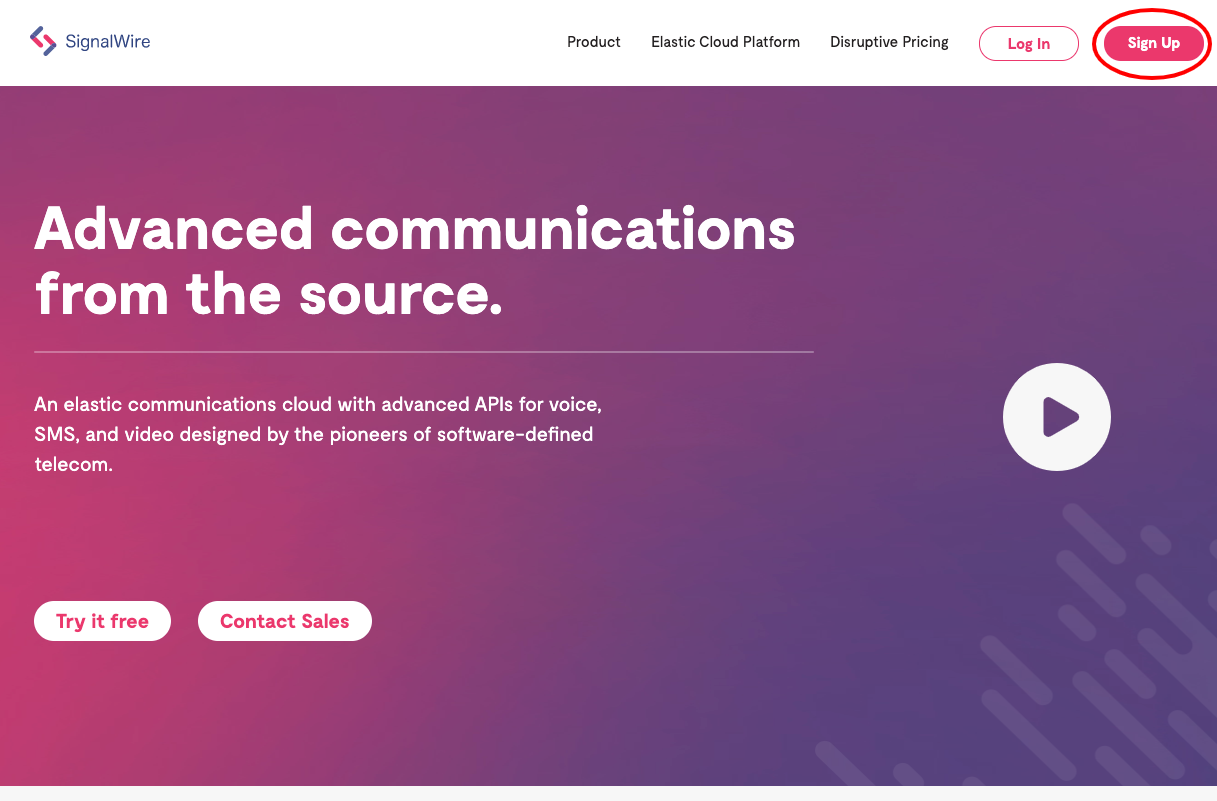 SignalWire
Product
Elastic Cloud Platform
Disruptive Pricing
Log In
Sign Up
Advanced communications
from the source.
An elastic communications cloud with advanced APIs for voice,
SMS, and video designed by the pioneers of software-defined
telecom.
Try it free
Contact Sales